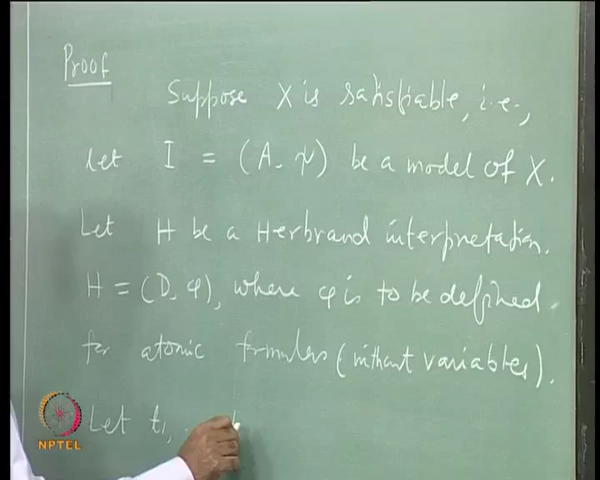 Proof
Suppose X is satisfiable, i.e.,
let I = (A, ψ) be a model of X.
Let H be a Herbrand interpretation.
H = (D, φ), where φ is to be defined
for atomic formulas (without variables).
Let t1, ..
NPTEL